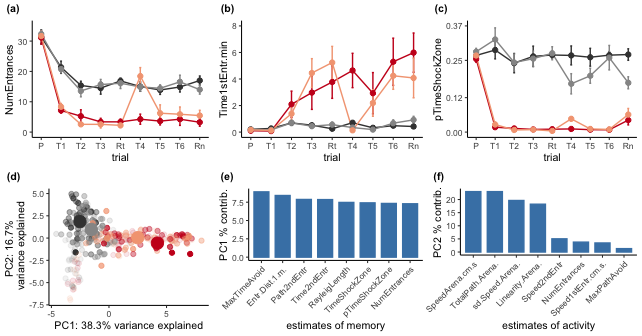 (a)
NumEntrances
30
20
10
0
P T1 T2 T3 Rt T4 T5 T6 Rn
trial
(b)
Time1stEntr.min
8
6
4
2
0
P T1 T2 T3 Rt T4 T5 T6 Rn
trial
(c)
pTimeShockZone
0.37
0.25
0.12
0.00
P T1 T2 T3 Rt T4 T5 T6 Rn
trial
(d)
PC2: 16.7%
variance explained
5.0
2.5
0.0
-2.5
-5.0
-7.5
-5 0 5
PC1: 38.3% variance explained
(e)
PC1 % contrib.
7.5
5.0
2.5
0.0
MaxTimeAvoid
Entr.Dist.1.m.
Path2ndEntr
Time2ndEntr
RayleigLength
TimeShockZone
pTimeShockZone
NumEntrances
estimates of memory
(f)
PC2 % contrib.
20
15
10
5
0
SpeedArena.cm.s
TotalPath.Arena.
sd.Speed.Arena
Linearity.Arena.
Speed2ndEntr
NumEntrances
Speed1stEntr.cm.s.
MaxPathAvoid
estimates of activity